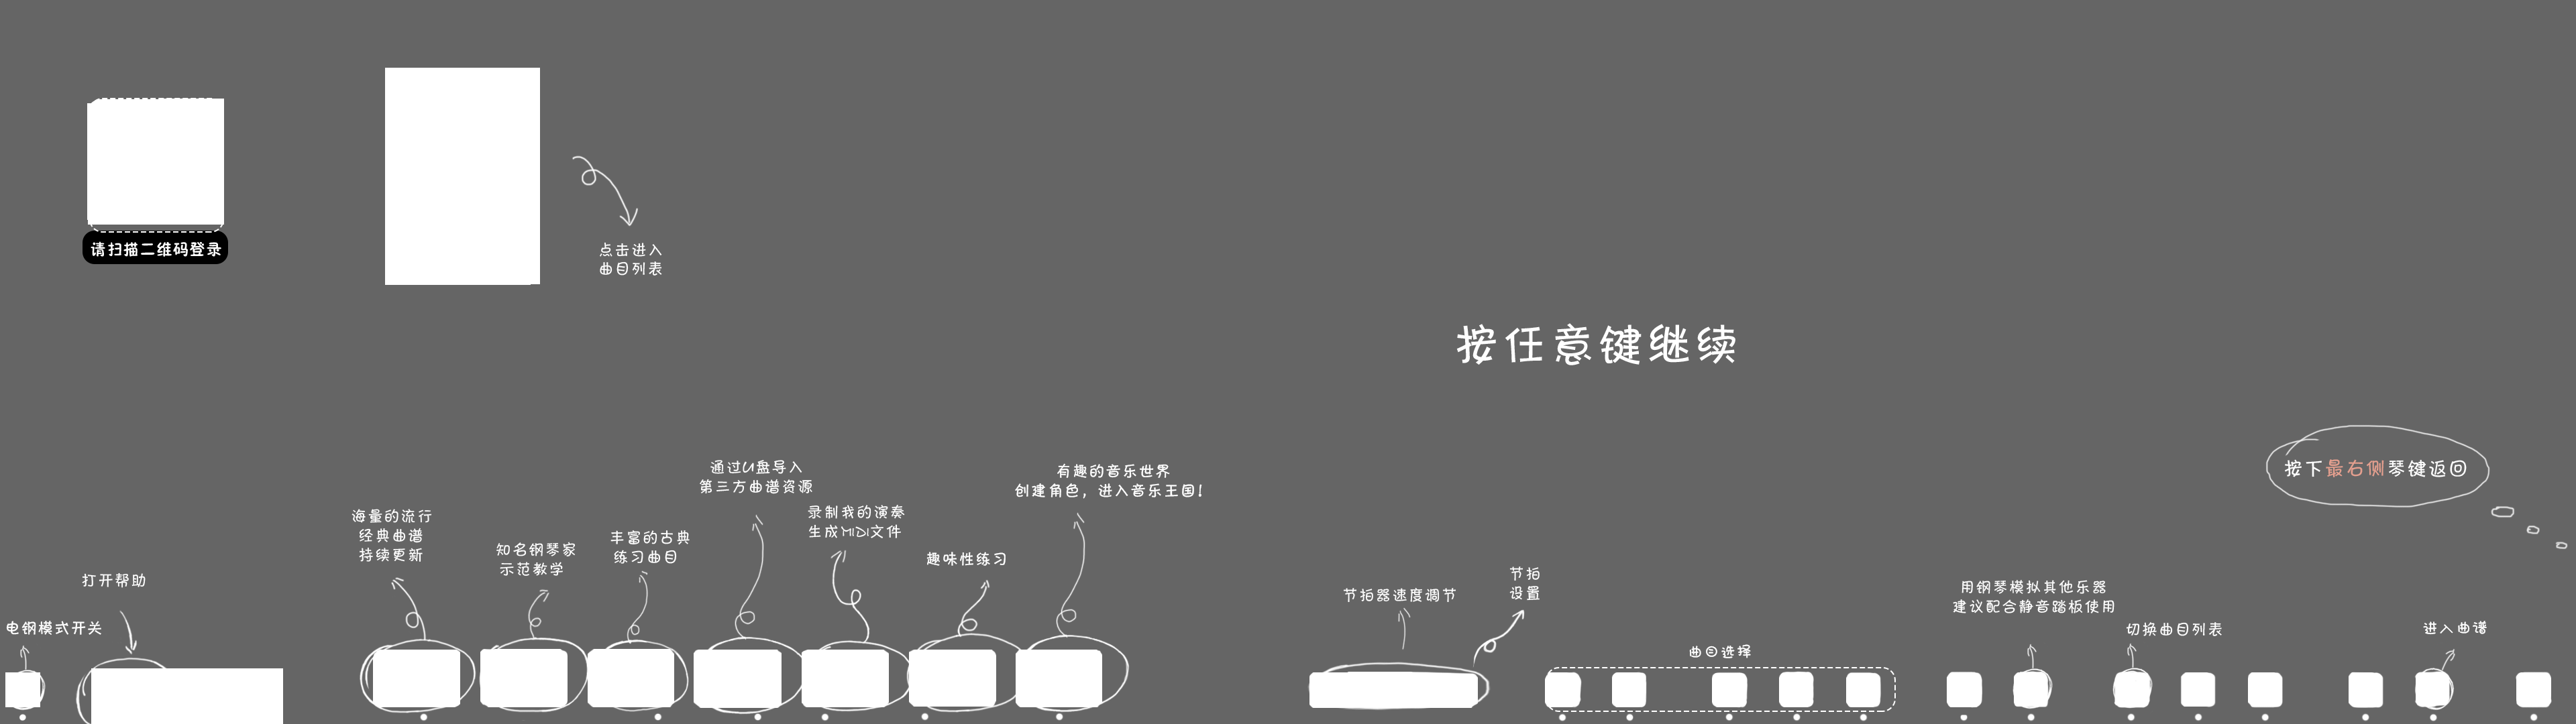 请扫描二维码登录
点击进入
曲目列表
按任意键继续
按下最右侧琴键返回
通过U盘导入
第三方曲谱资源
有趣的音乐世界
创建角色，进入音乐王国！
海量的流行
经典曲谱
持续更新
录制我的演奏
生成MIDI文件
知名钢琴家
示范教学
丰富的古典
练习曲目
趣味性练习
打开帮助
电钢模式开关
节拍器速度调节
节拍
设置
曲目选择
用钢琴模拟其他乐器
建议配合静音踏板使用
切换曲目列表
进入曲谱